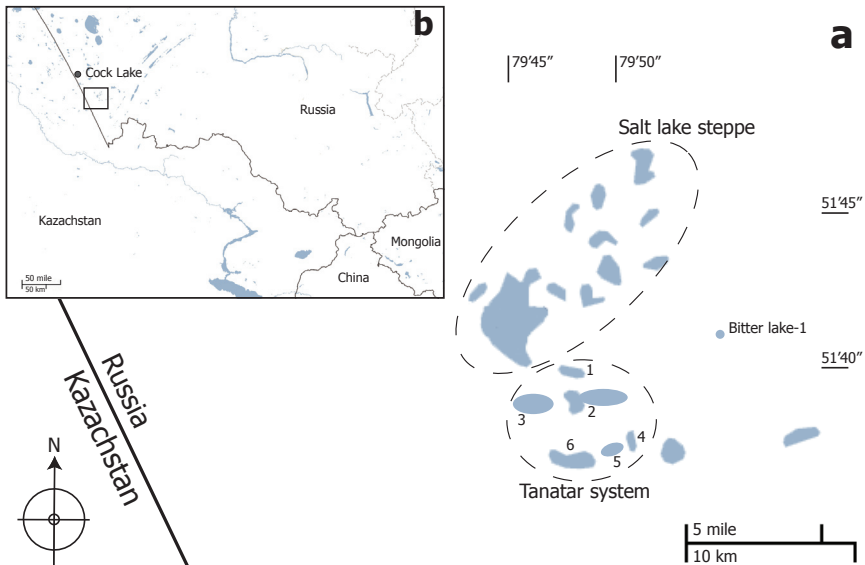 b
Cock Lake
Russia
Kazachstan
Mongolia
China
50 mile
50 km
a
79'45"
79'50"
Salt lake steppe
51'45"
Bitter lake-1
51'40"
1
2
3
4
5
6
Tanatar system
Russia
Kazachstan
N
5 mile
10 km